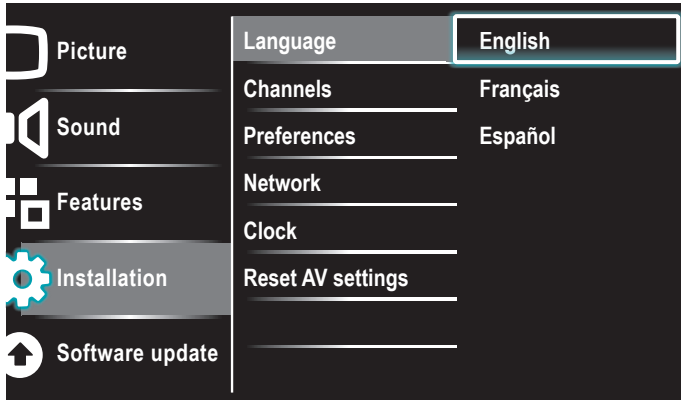 Picture
Sound
Features
Installation
Software update
Language
Channels
Preferences
Network
Clock
Reset AV settings
English
Français
Español